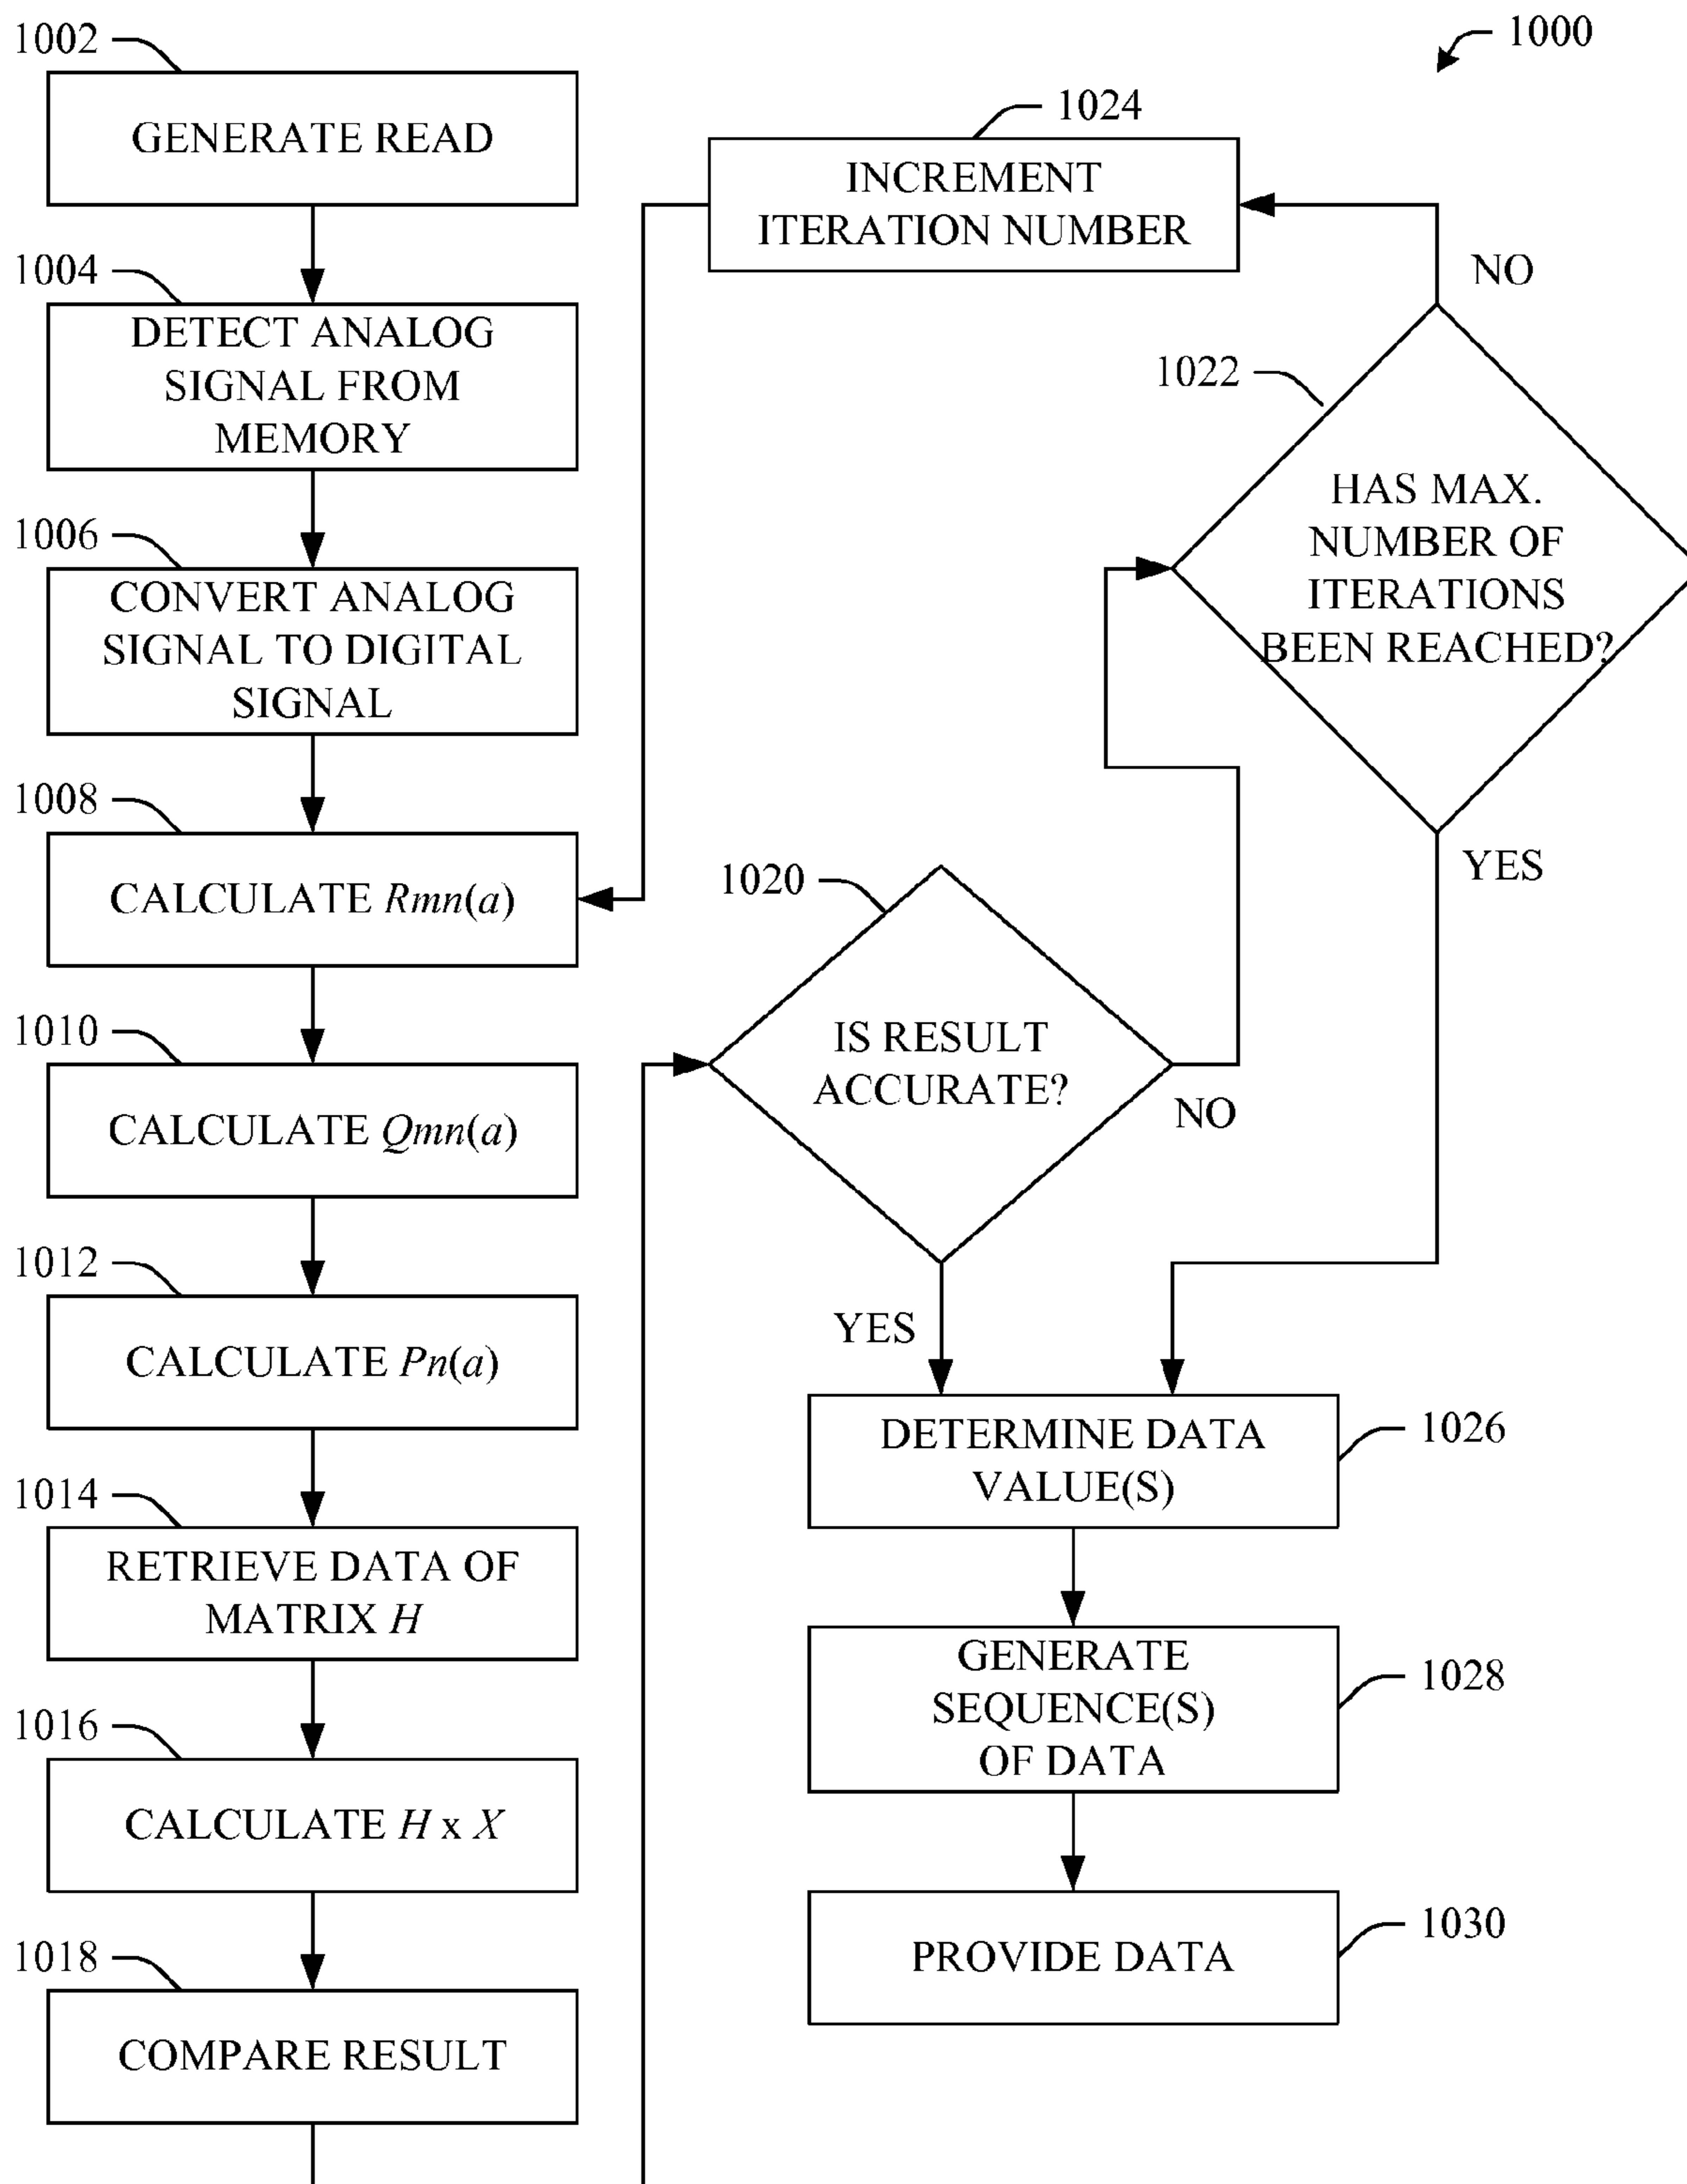 1000
1002
GENERATE READ
1004
DETECT ANALOG
SIGNAL FROM
MEMORY
1006
CONVERT ANALOG
SIGNAL TO DIGITAL
SIGNAL
1008
CALCULATE Rmn(a)
1010
CALCULATE Qmn(a)
1012
CALCULATE Pn(a)
1014
RETRIEVE DATA OF
MATRIX H
1016
CALCULATE H x X
1018
COMPARE RESULT
1020
IS RESULT
ACCURATE?
NO
YES
1022
HAS MAX.
NUMBER OF
ITERATIONS
BEEN REACHED?
NO
YES
1024
INCREMENT
ITERATION NUMBER
1026
DETERMINE DATA
VALUE(S)
1028
GENERATE
SEQUENCE(S)
OF DATA
1030
PROVIDE DATA